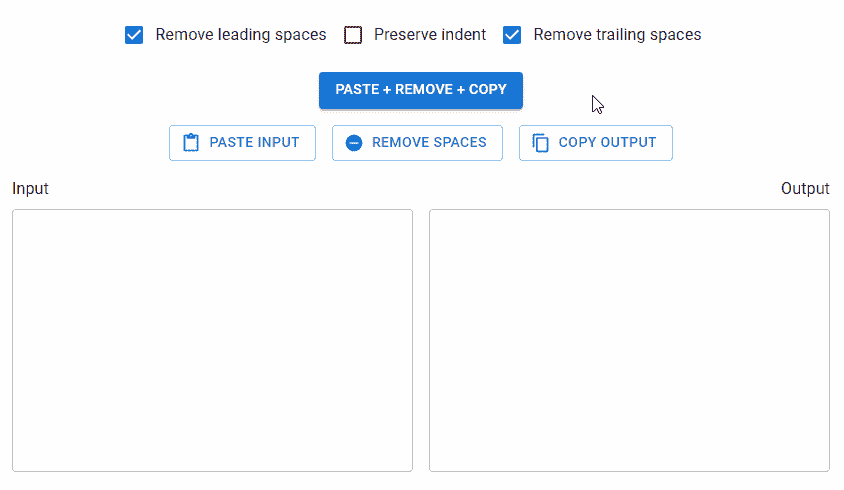 Remove leading spaces Preserve indent Remove trailing spaces
PASTE + REMOVE + COPY
PASTE INPUT REMOVE SPACES COPY OUTPUT
Input Output